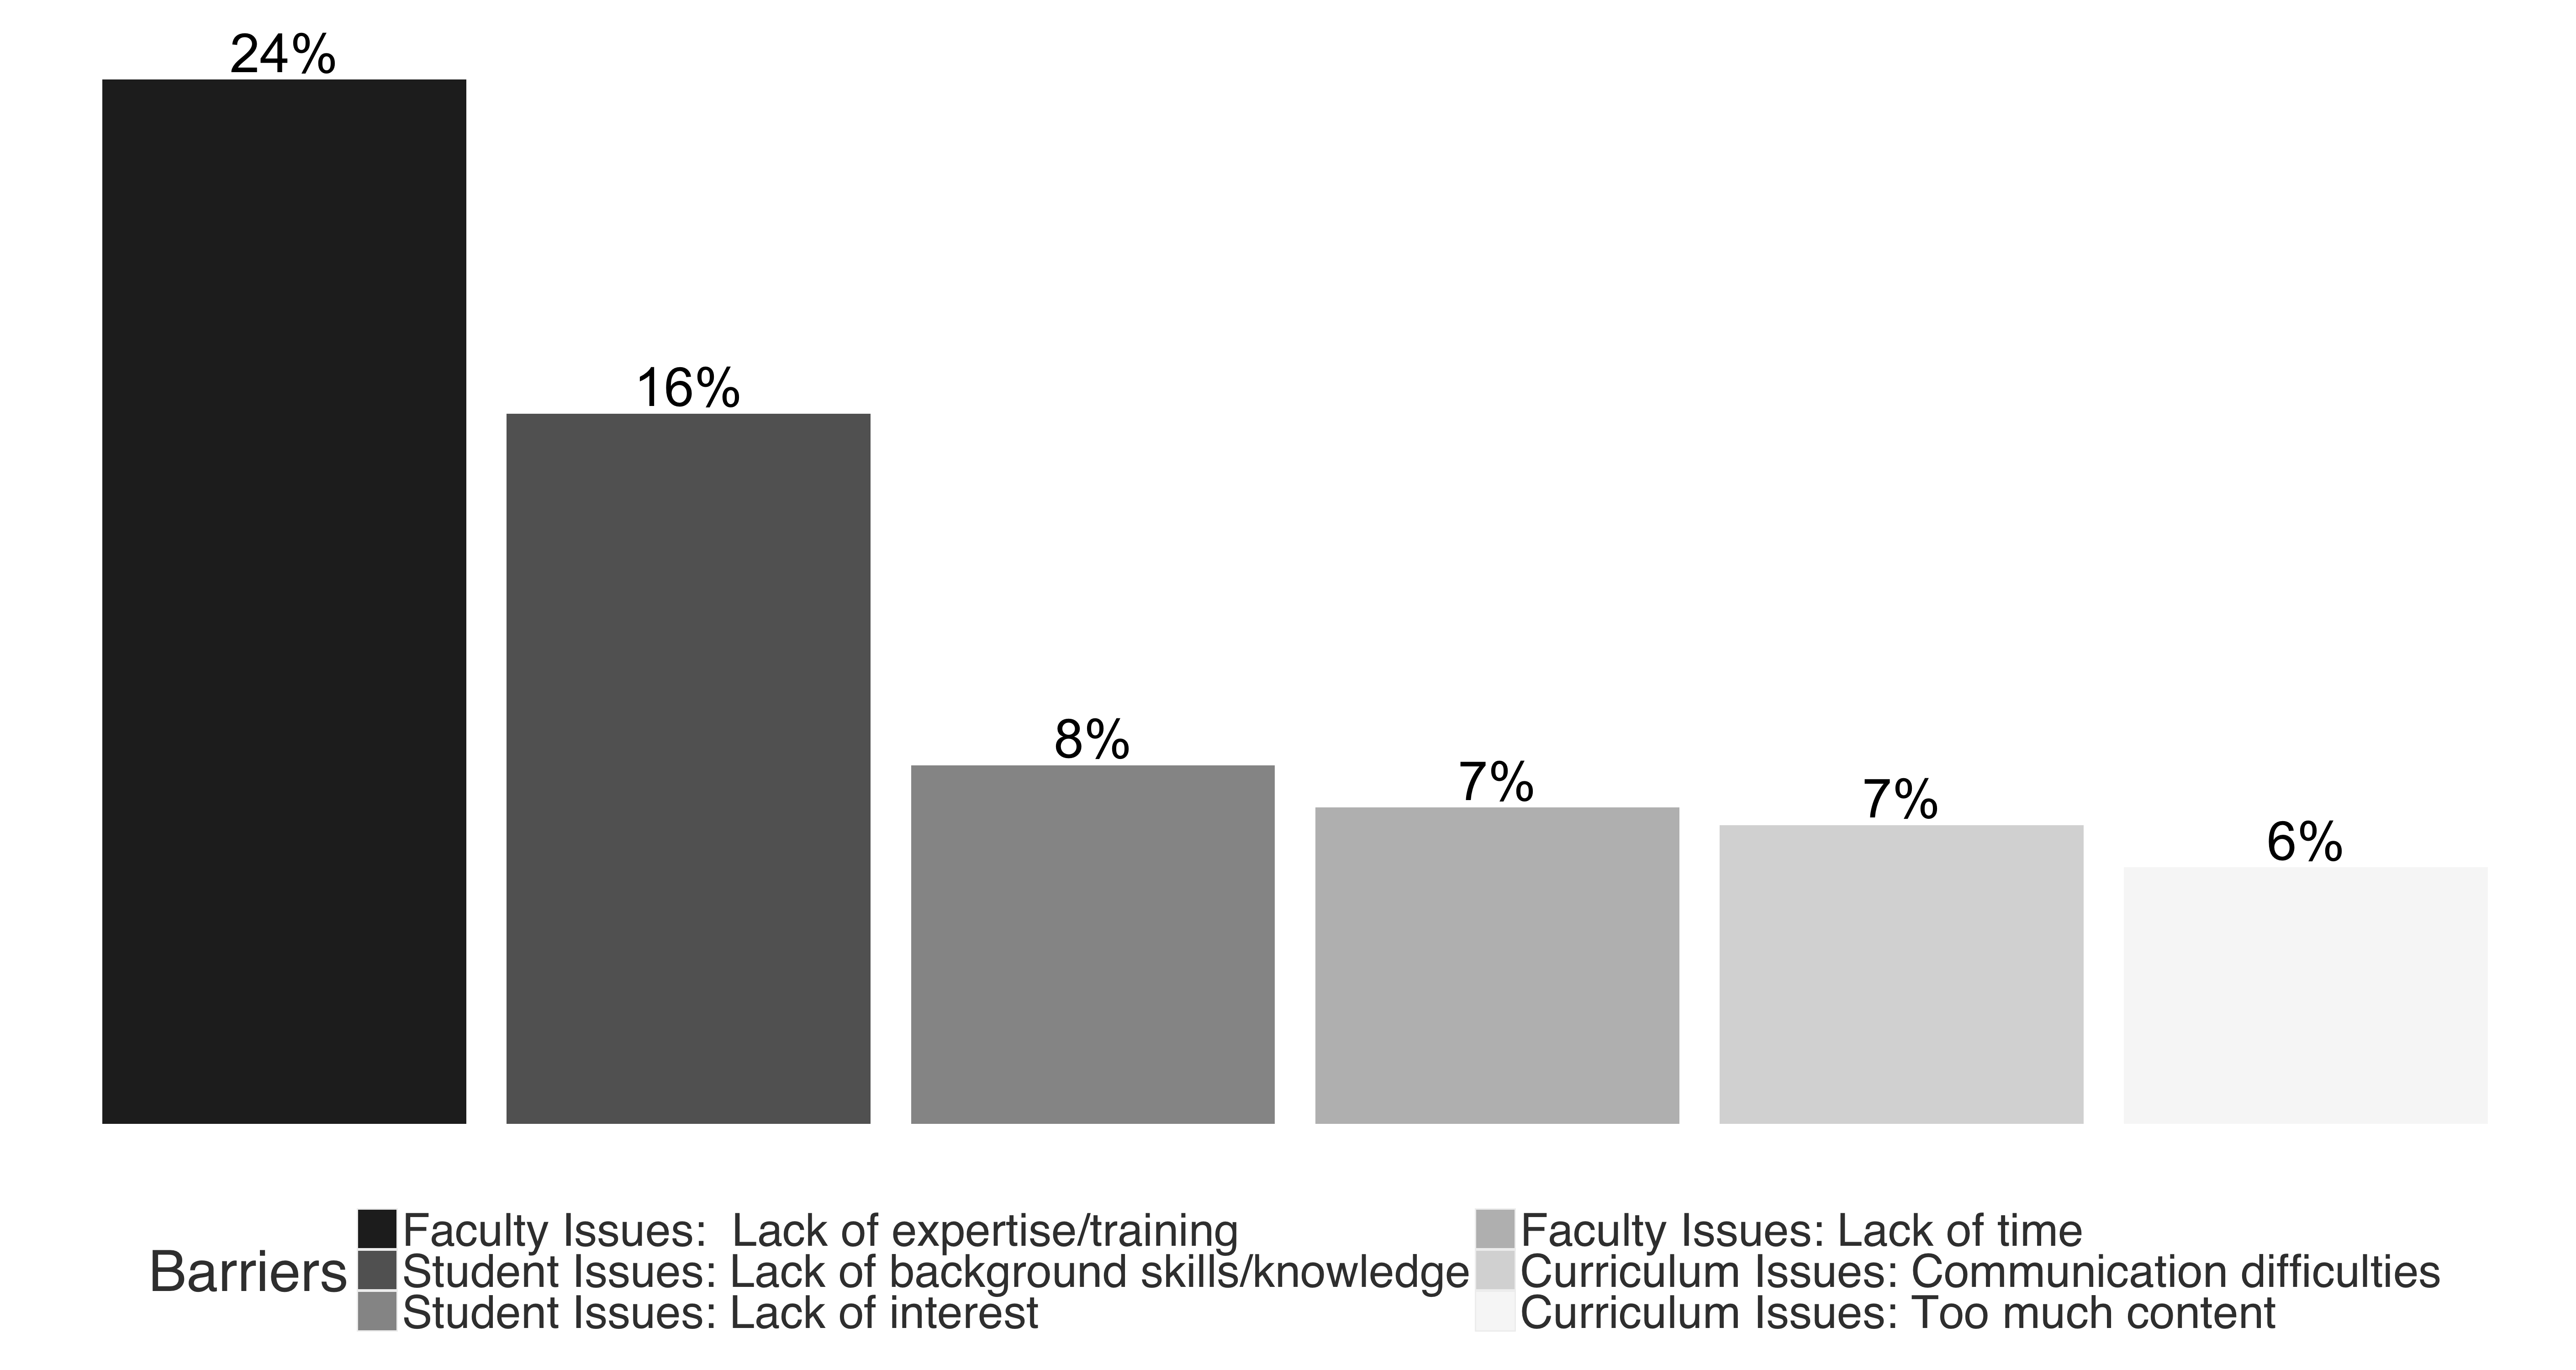 24%
16%
8%
7%
7%
6%
Barriers
Faculty Issues:  Lack of expertise/training
Student Issues: Lack of background skills/knowledge
Student Issues: Lack of interest
Faculty Issues: Lack of time
Curriculum Issues: Communication difficulties
Curriculum Issues: Too much content